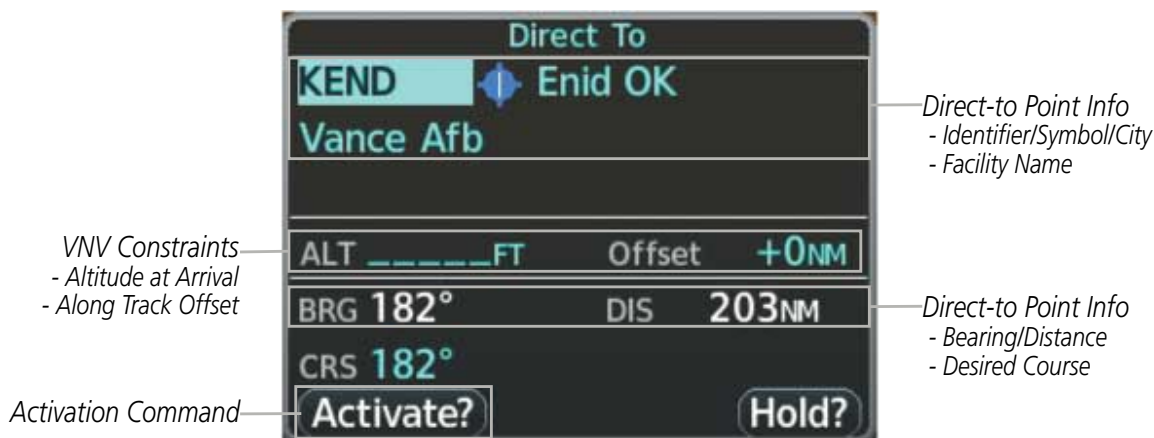 Direct To
KEND Enid OK
Vance Afb
ALT _____FT Offset +0NM
BRG 182° DIS 203NM
CRS 182°
Activate? Hold?
VNV Constraints
- Altitude at Arrival
- Along Track Offset
Activation Command
Direct-to Point Info
- Identifier/Symbol/City
- Facility Name
Direct-to Point Info
- Bearing/Distance
- Desired Course